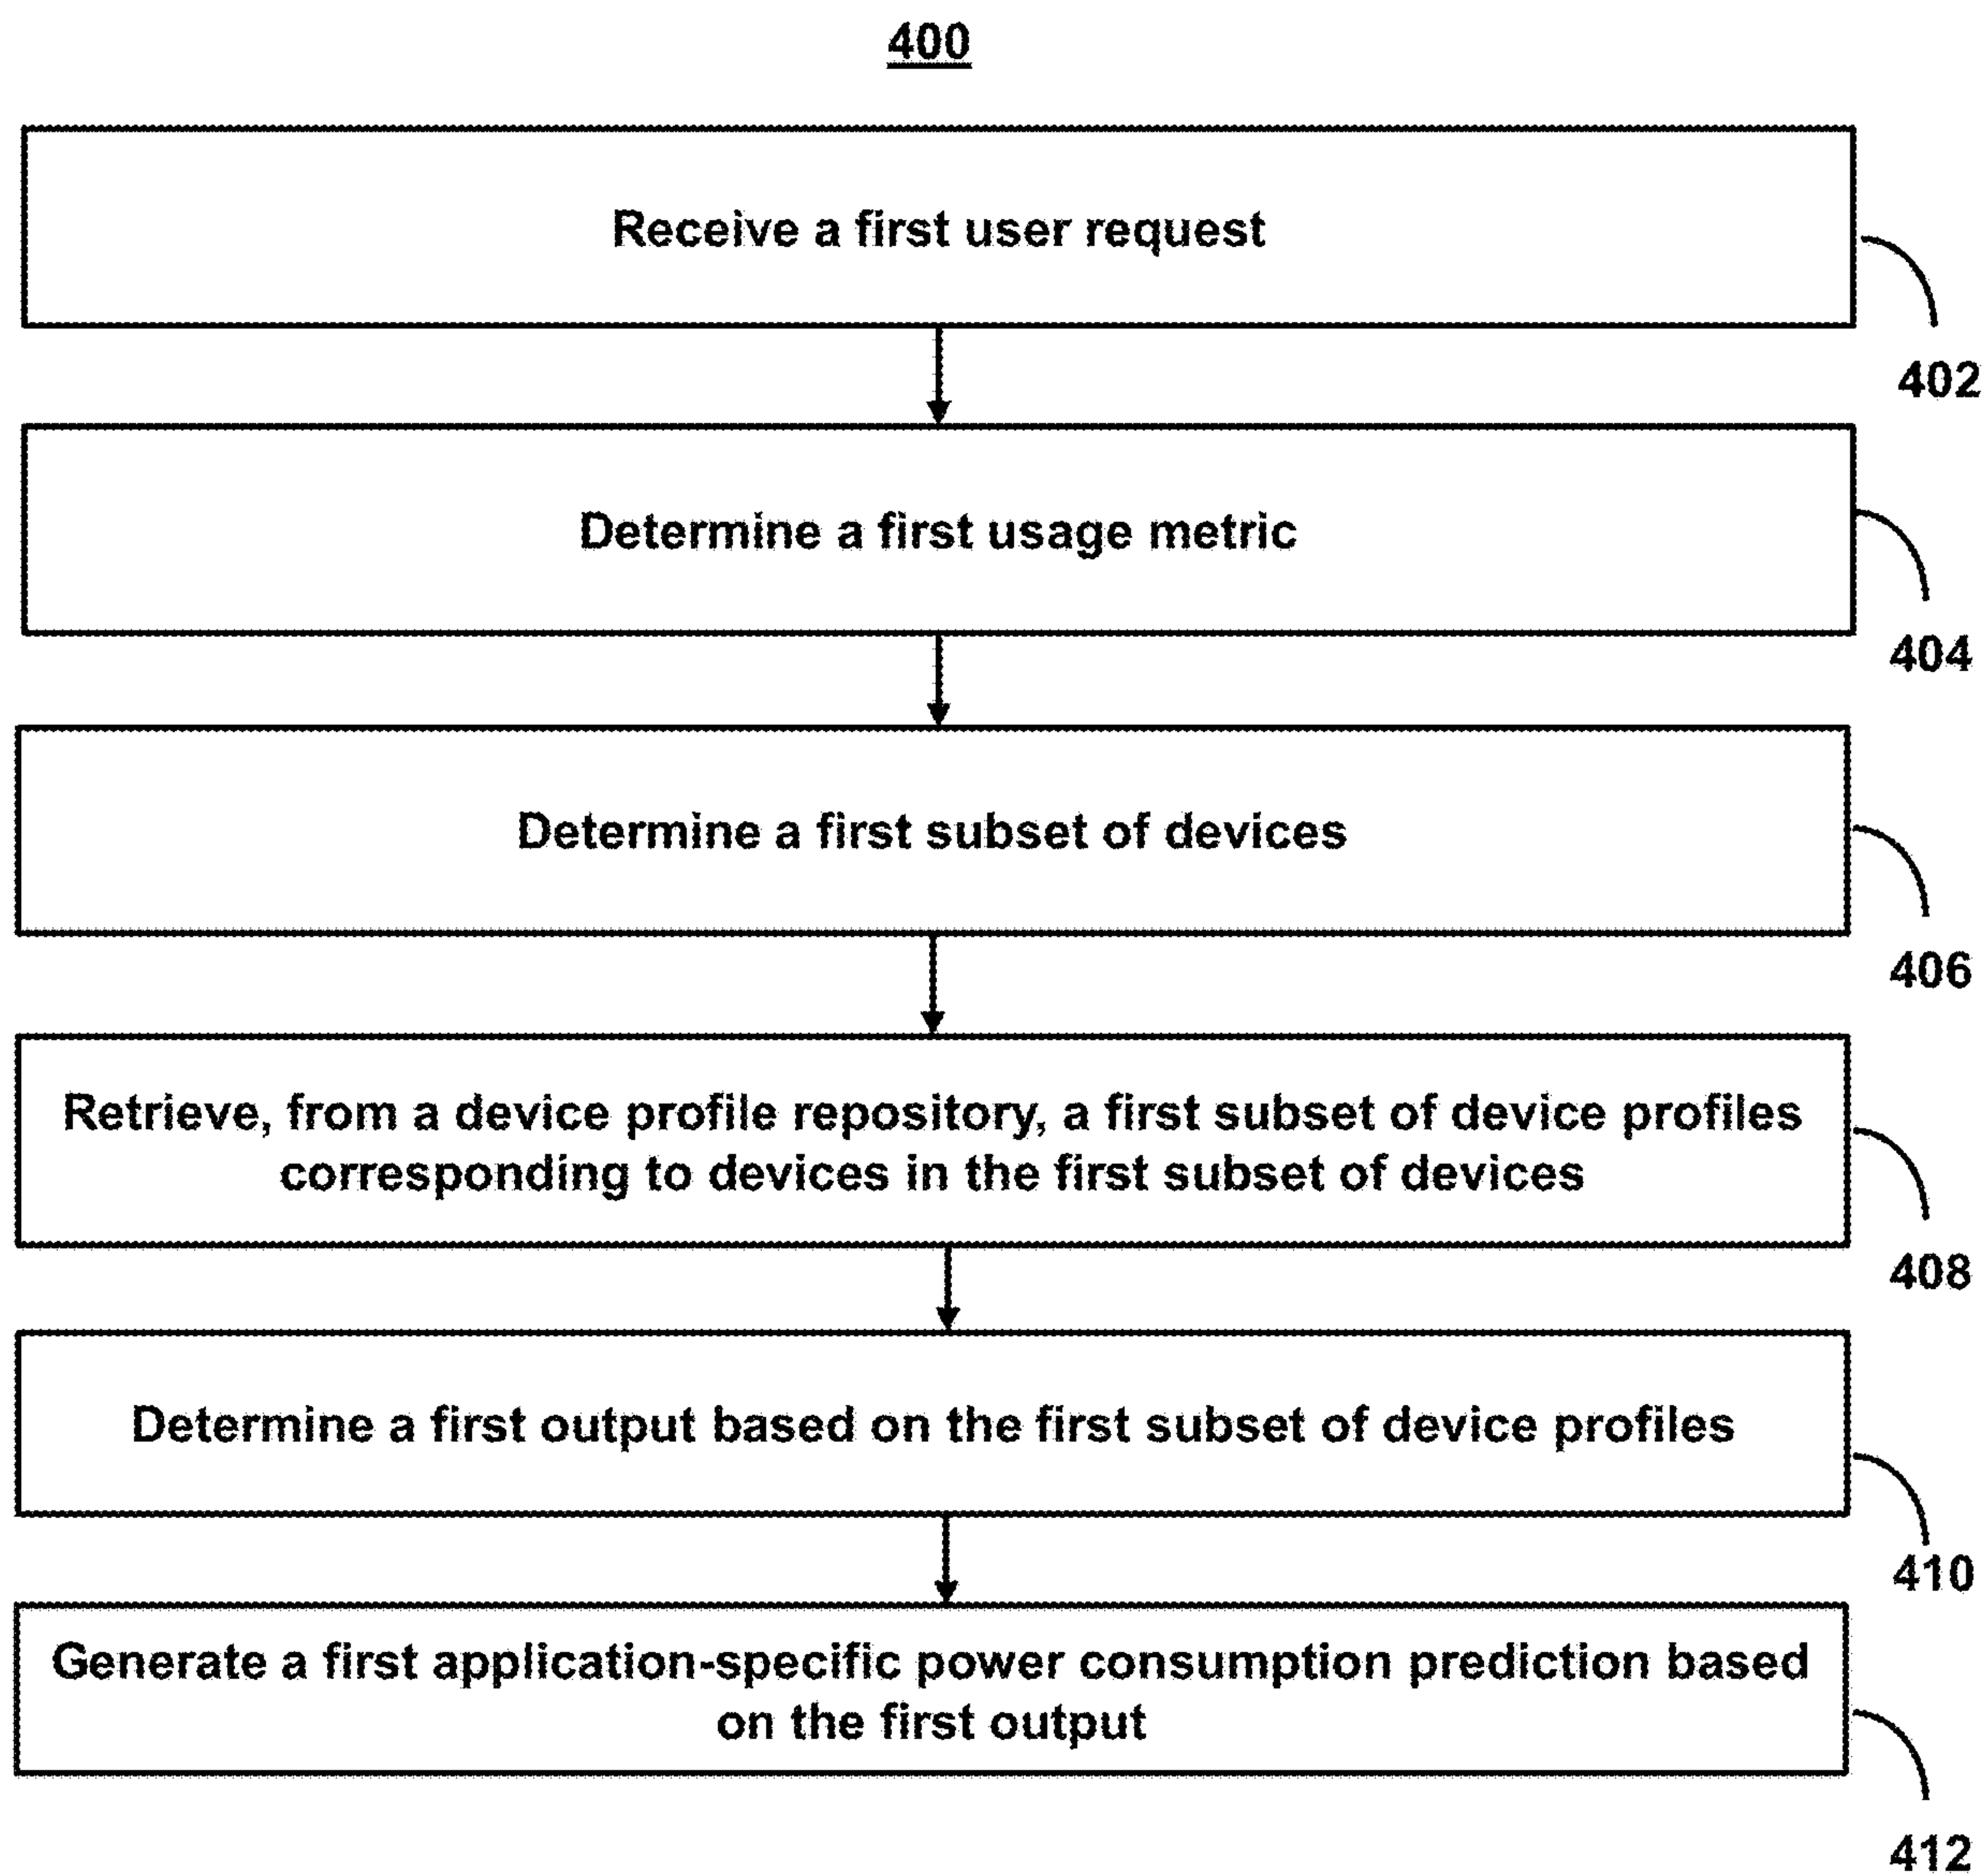 400
Receive a first user request
402
Determine a first usage metric
404
Determine a first subset of devices
406
Retrieve, from a device profile repository, a first subset of device profiles
corresponding to devices in the first subset of devices
408
Determine a first output based on the first subset of device profiles
410
Generate a first application-specific power consumption prediction based
on the first output
412